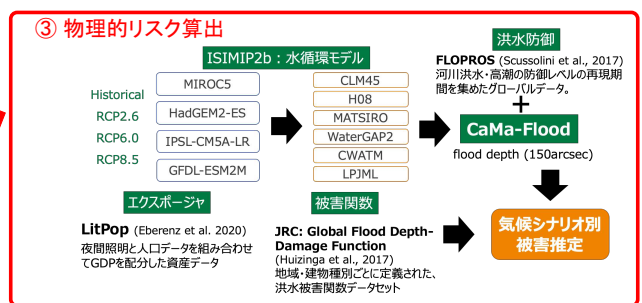 ③ 物理的リスク算出
ISIMIP2b：水循環モデル
Historical
RCP2.6
RCP6.0
RCP8.5
MIROC5
HadGEM2-ES
IPSL-CM5A-LR
GFDL-ESM2M
CLM45
H08
MATSIRO
WaterGAP2
CWATM
LPJML
洪水防御
FLOPROS (Scussolini et al., 2017)
河川洪水・高潮の防御レベルの再現期
間を集めたグローバルデータ。
+
CaMa-Flood
flood depth (150arcsec)
エクスポージャ
LitPop (Eberenz et al. 2020)
夜間照明と人口データを組み合わせ
てGDPを配分した資産データ
被害関数
JRC: Global Flood Depth-
Damage Function
(Huizinga et al., 2017)
地域・建物種別ごとに定義された、
洪水被害関数データセット
気候シナリオ別
被害推定